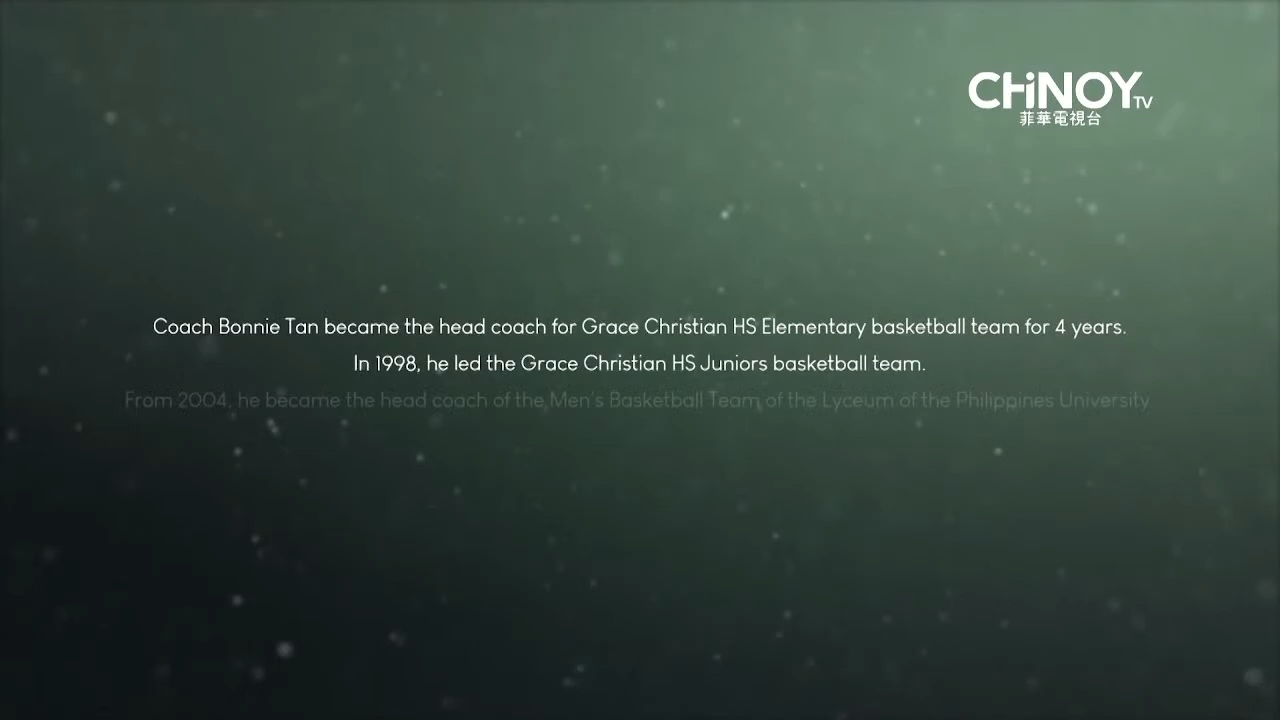 CHiNOY TV
菲華電視台
Coach Bonnie Tan became the head coach for Grace Christian HS Elementary basketball team for 4 years.
In 1998, he led the Grace Christian HS Juniors basketball team.
From 2004, he became the head coach of the Men's Basketball Team of the Lyceum of the Philippines University